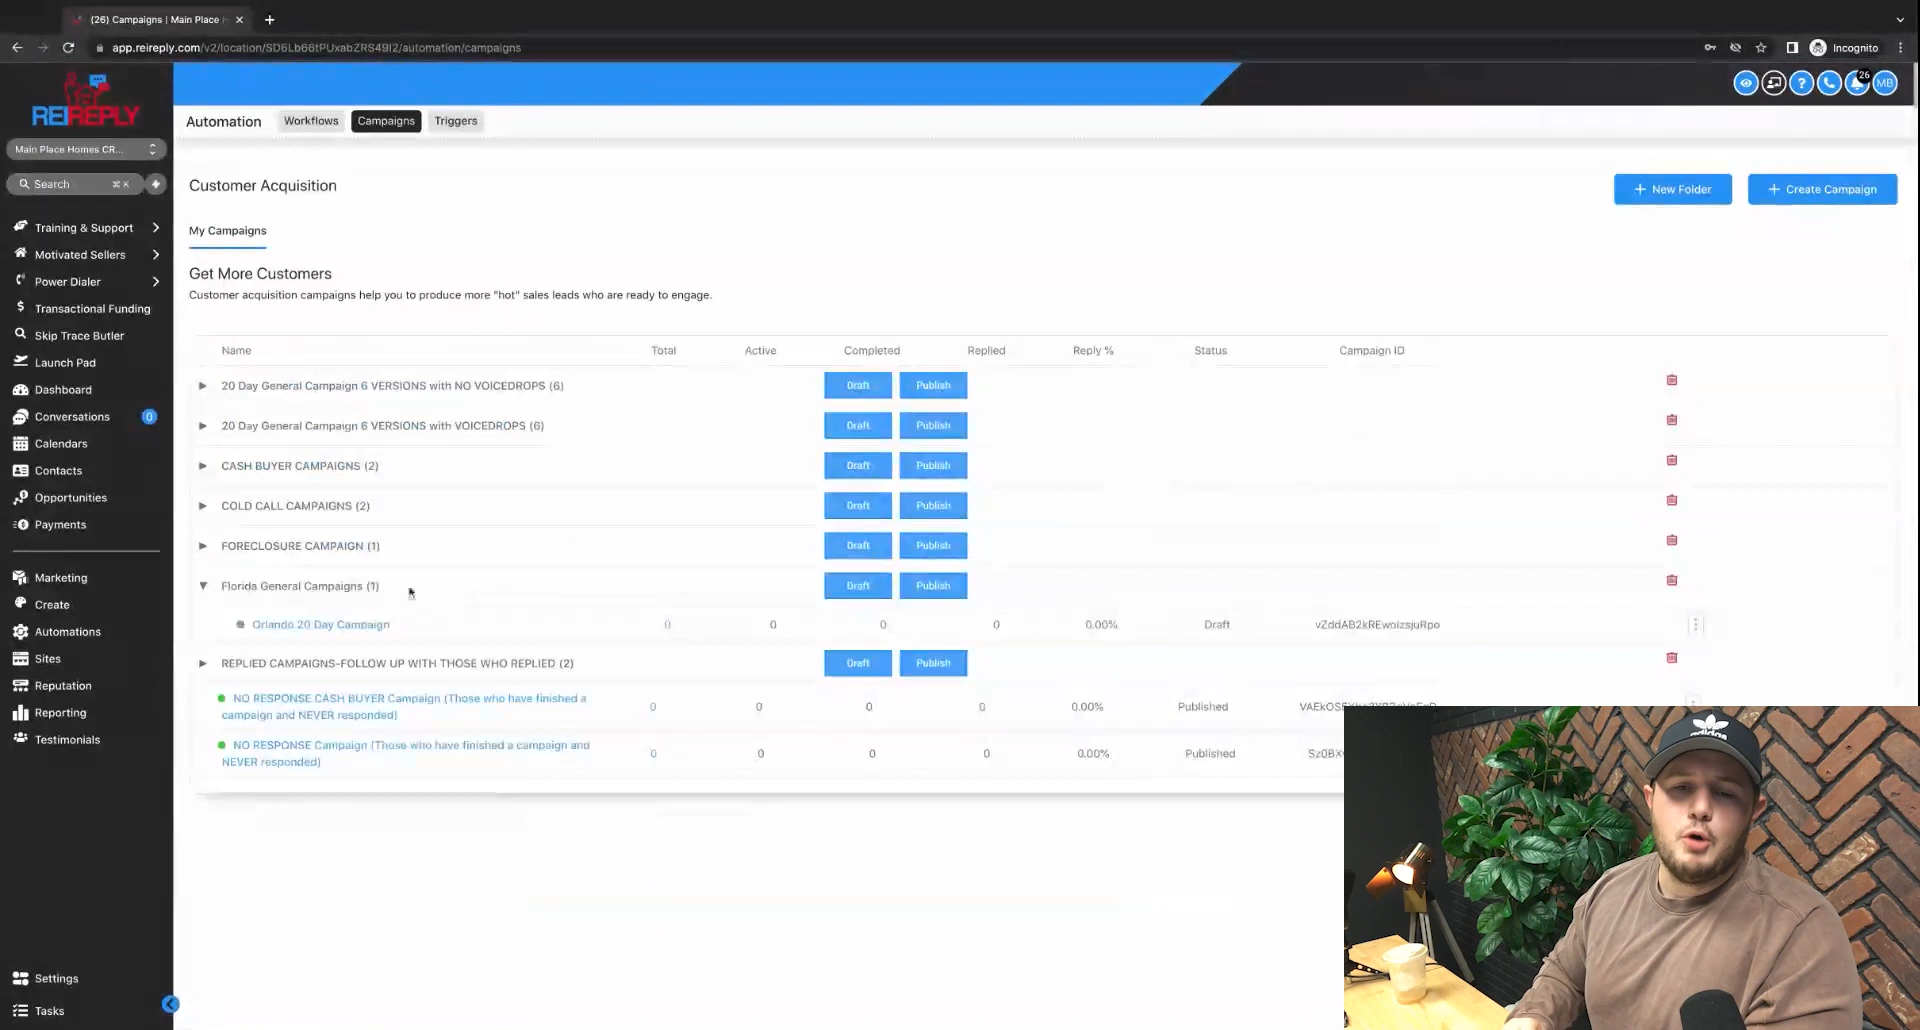 (26) Campaigns | Main Place H
app.reireply.com/v2/location/SD6Lb66tPUxabZRS49I2/automation/campaigns
Incognito
REIREPLY
26
MB
Automation
Workflows
Campaigns
Triggers
Main Place Homes CR...
Search
⌘ K
Customer Acquisition
+ New Folder
+ Create Campaign
My Campaigns
Get More Customers
Customer acquisition campaigns help you to produce more "hot" sales leads who are ready to engage.
Training & Support
Motivated Sellers
Power Dialer
Transactional Funding
Skip Trace Butler
Launch Pad
Dashboard
Conversations 0
Calendars
Contacts
Opportunities
Payments
Marketing
Create
Automations
Sites
Reputation
Reporting
Testimonials
Settings
Tasks
Name Total Active Completed Replied Reply % Status Campaign ID
20 Day General Campaign 6 VERSIONS with NO VOICEDROPS (6) Draft Publish
20 Day General Campaign 6 VERSIONS with VOICEDROPS (6) Draft Publish
CASH BUYER CAMPAIGNS (2) Draft Publish
COLD CALL CAMPAIGNS (2) Draft Publish
FORECLOSURE CAMPAIGN (1) Draft Publish
Florida General Campaigns (1) Draft Publish
Orlando 20 Day Campaign 0 0 0 0 0.00% Draft vZddAB2kREwoizsjuRpo
REPLIED CAMPAIGNS-FOLLOW UP WITH THOSE WHO REPLIED (2) Draft Publish
NO RESPONSE CASH BUYER Campaign (Those who have finished a
campaign and NEVER responded) 0 0 0 0 0.00% Published
NO RESPONSE Campaign (Those who have finished a campaign and
NEVER responded) 0 0 0 0 0.00% Published
adidas